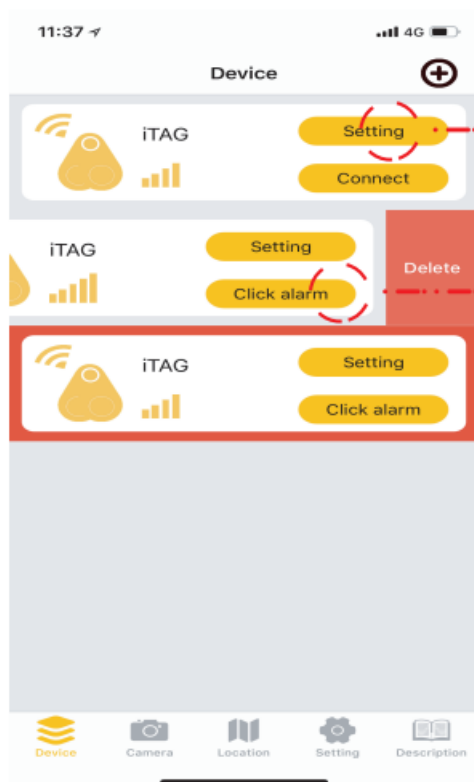 11:37 4G
Device
iTAG Setting
Connect
iTAG Setting
Click alarm
Delete
iTAG Setting
Click alarm
Device Camera Location Setting Description